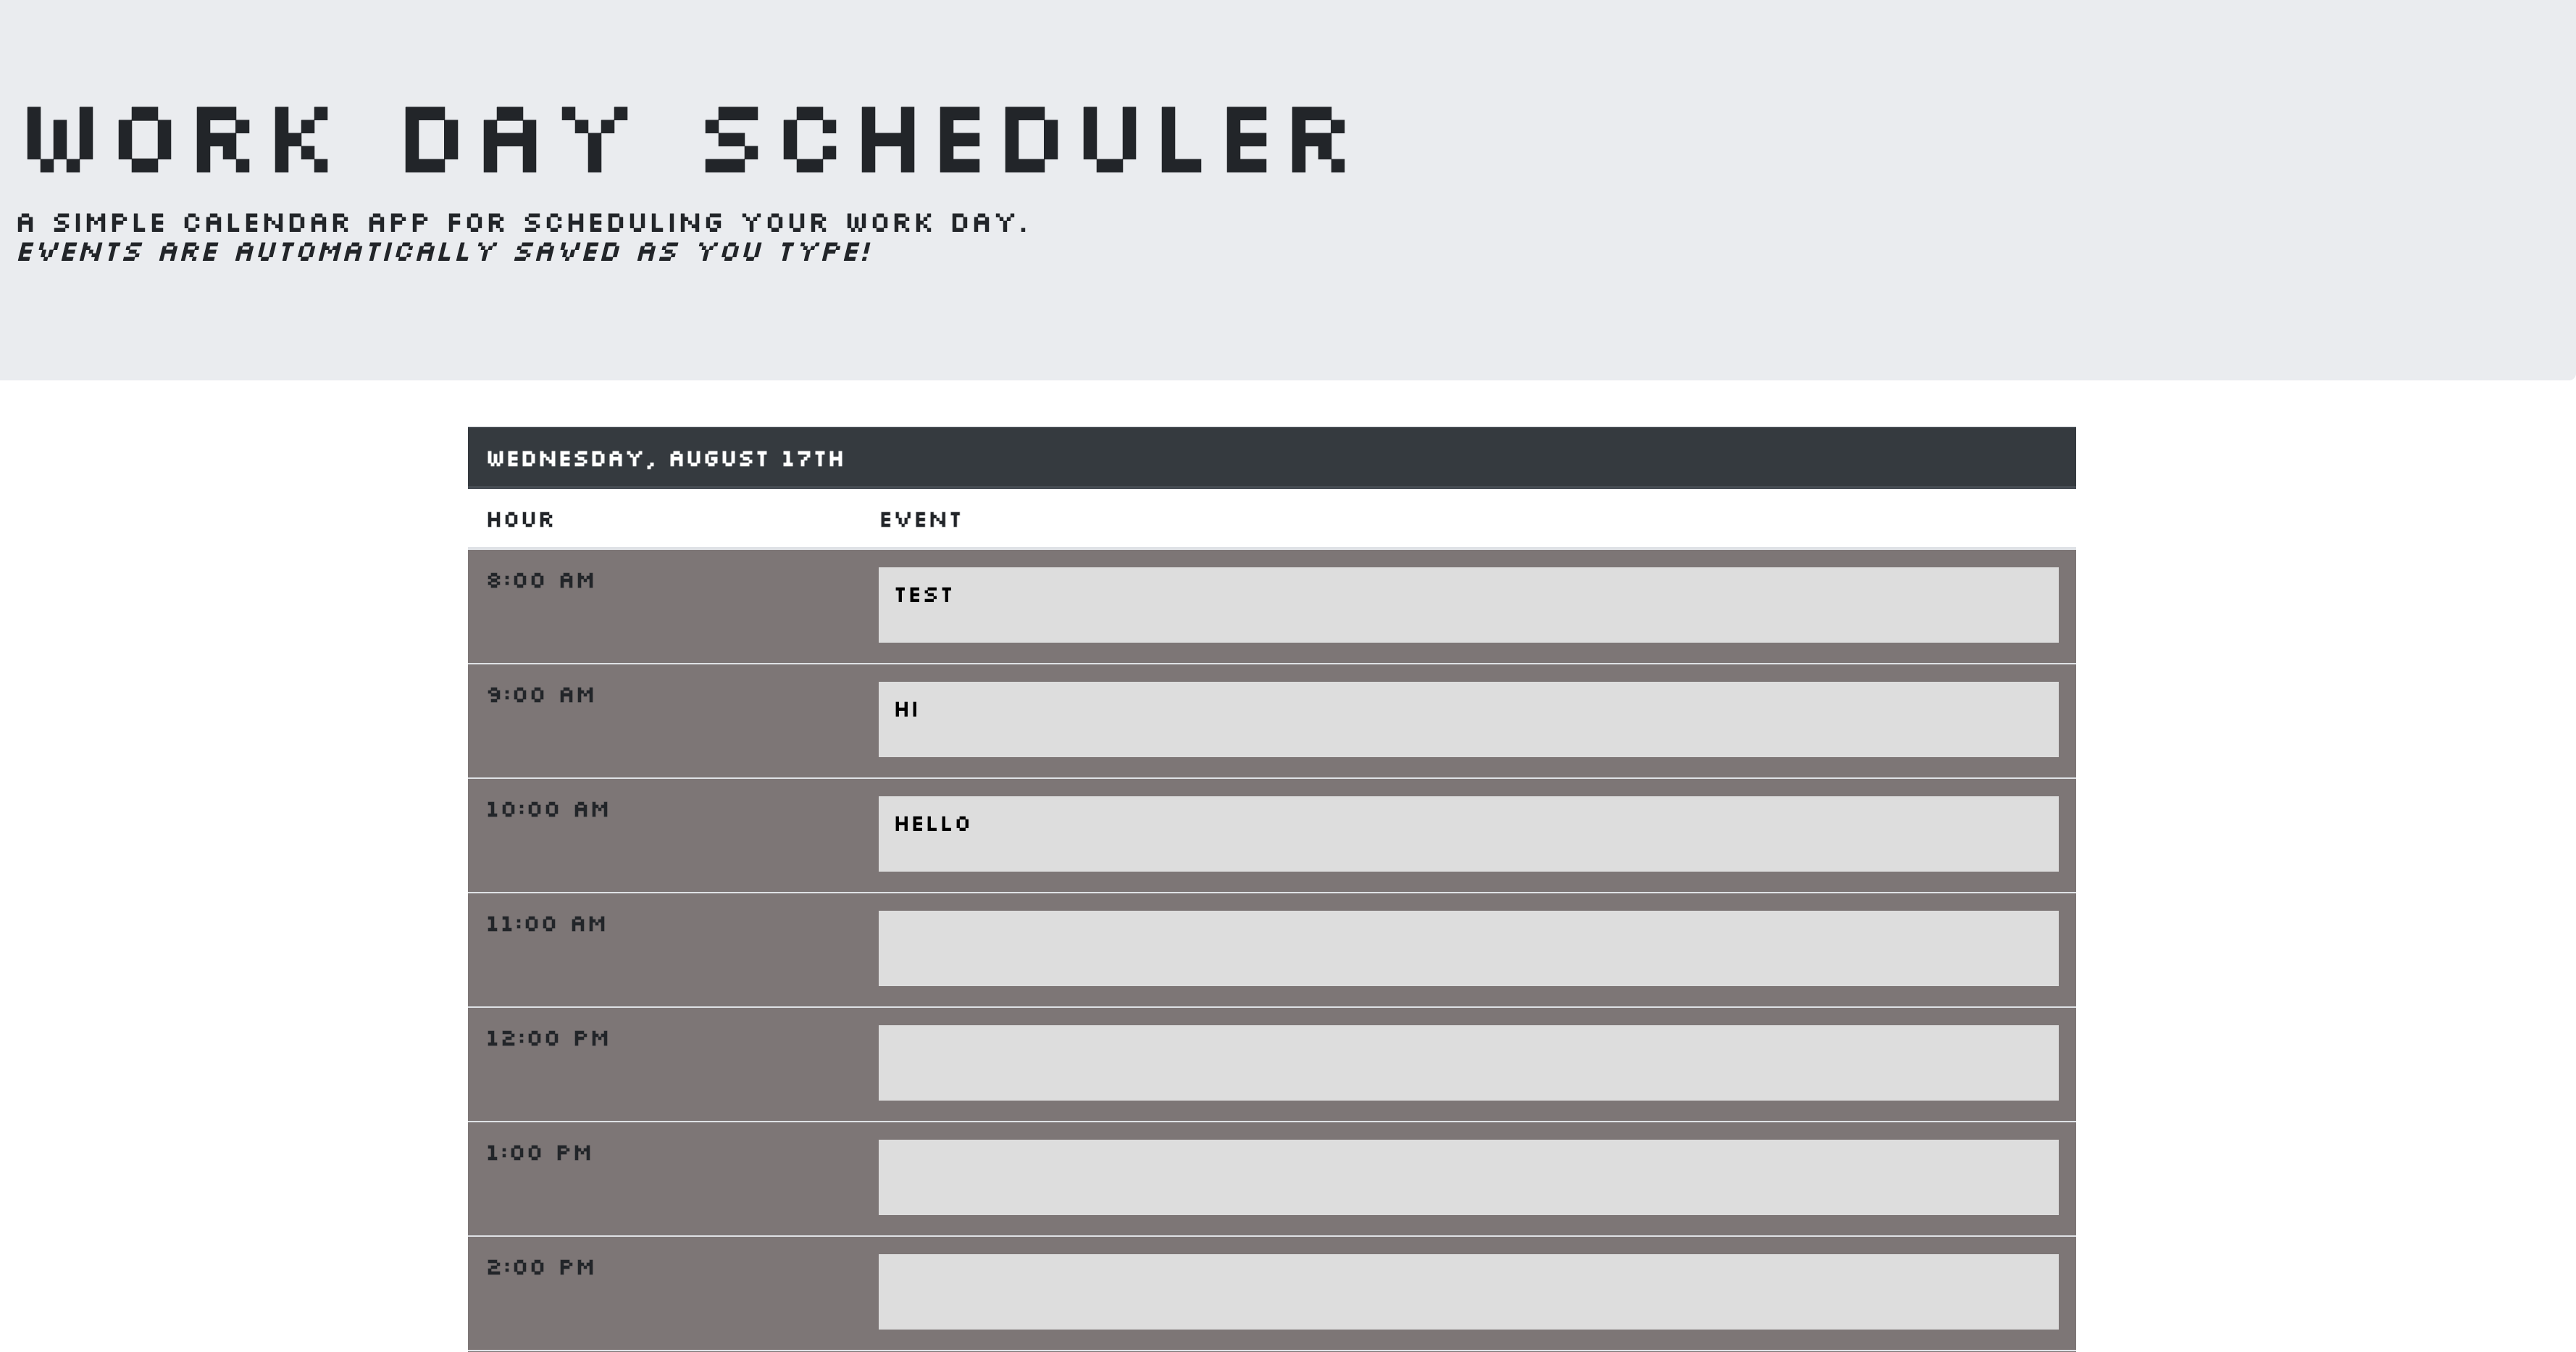 WORK DAY SCHEDULER
A SIMPLE CALENDAR APP FOR SCHEDULING YOUR WORK DAY.
EVENTS ARE AUTOMATICALLY SAVED AS YOU TYPE!
WEDNESDAY, AUGUST 17TH
HOUR EVENT
8:00 AM TEST
9:00 AM HI
10:00 AM HELLO
11:00 AM
12:00 PM
1:00 PM
2:00 PM